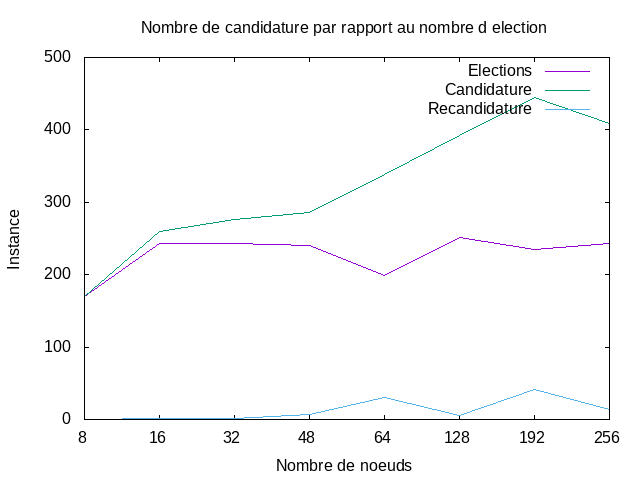 Nombre de candidature par rapport au nombre d election
500
400
300
200
100
0
Instance
Elections
Candidature
Recandidature
8 16 32 48 64 128 192 256
Nombre de noeuds